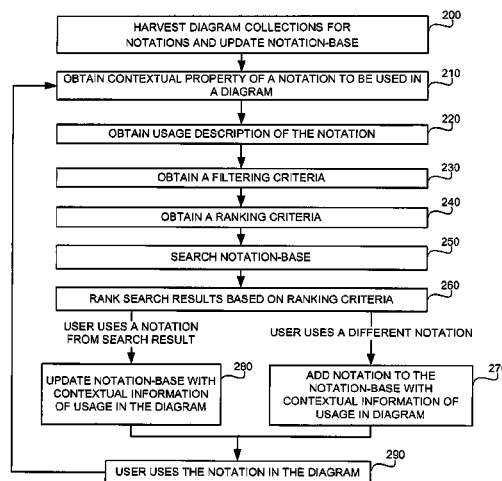 200
HARVEST DIAGRAM COLLECTIONS FOR
NOTATIONS AND UPDATE NOTATION-BASE
210
OBTAIN CONTEXTUAL PROPERTY OF A NOTATION TO BE USED IN
A DIAGRAM
220
OBTAIN USAGE DESCRIPTION OF THE NOTATION
230
OBTAIN A FILTERING CRITERIA
240
OBTAIN A RANKING CRITERIA
250
SEARCH NOTATION-BASE
260
RANK SEARCH RESULTS BASED ON RANKING CRITERIA
USER USES A NOTATION
FROM SEARCH RESULT
USER USES A DIFFERENT NOTATION
280
UPDATE NOTATION-BASE WITH
CONTEXTUAL INFORMATION
OF USAGE IN THE DIAGRAM
270
ADD NOTATION TO THE
NOTATION-BASE WITH
CONTEXTUAL INFORMATION OF
USAGE IN DIAGRAM
290
USER USES THE NOTATION IN THE DIAGRAM